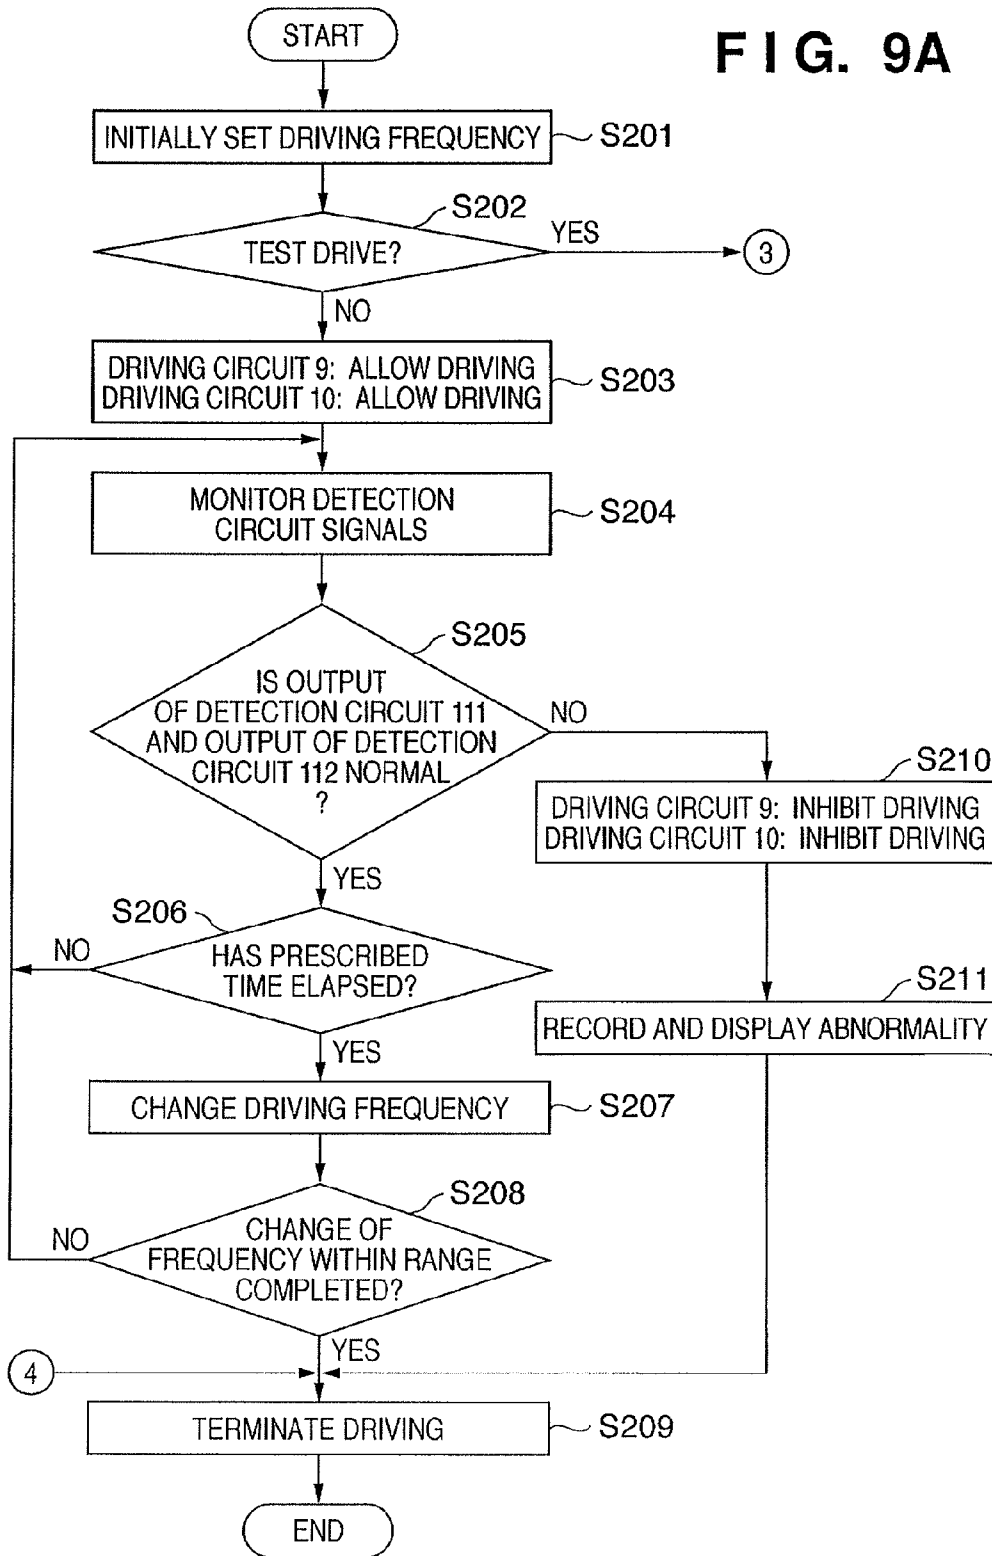 START
FIG. 9A
INITIALLY SET DRIVING FREQUENCY
S201
S202
TEST DRIVE?
YES
3
NO
DRIVING CIRCUIT 9: ALLOW DRIVING
DRIVING CIRCUIT 10: ALLOW DRIVING
S203
MONITOR DETECTION
CIRCUIT SIGNALS
S204
S205
IS OUTPUT
OF DETECTION CIRCUIT 111
AND OUTPUT OF DETECTION
CIRCUIT 112 NORMAL
?
NO
S210
DRIVING CIRCUIT 9: INHIBIT DRIVING
DRIVING CIRCUIT 10: INHIBIT DRIVING
YES
S206
NO
HAS PRESCRIBED
TIME ELAPSED?
S211
RECORD AND DISPLAY ABNORMALITY
YES
CHANGE DRIVING FREQUENCY
S207
S208
NO
CHANGE OF
FREQUENCY WITHIN RANGE
COMPLETED?
YES
4
TERMINATE DRIVING
S209
END